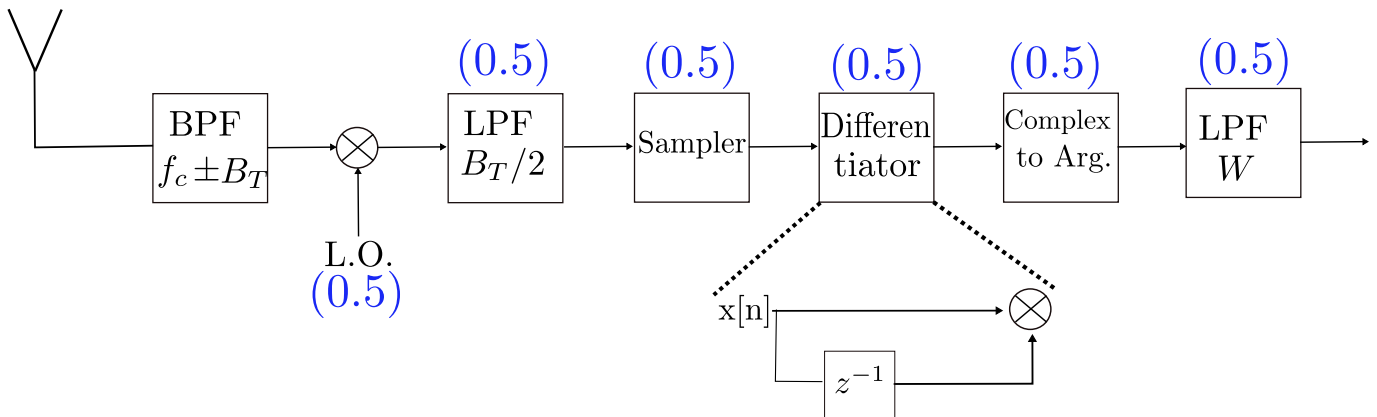 (0.5) (0.5) (0.5) (0.5) (0.5)
BPF
f_c ± B_T
LPF
B_T/2
Sampler
Differen
tiator
Complex
to Arg.
LPF
W
L.O.
(0.5)
x[n]
z^{-1}